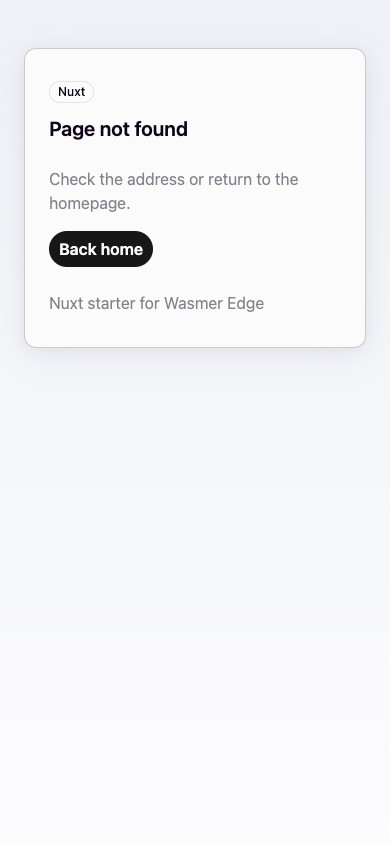 Nuxt
Page not found
Check the address or return to the
homepage.
Back home
Nuxt starter for Wasmer Edge